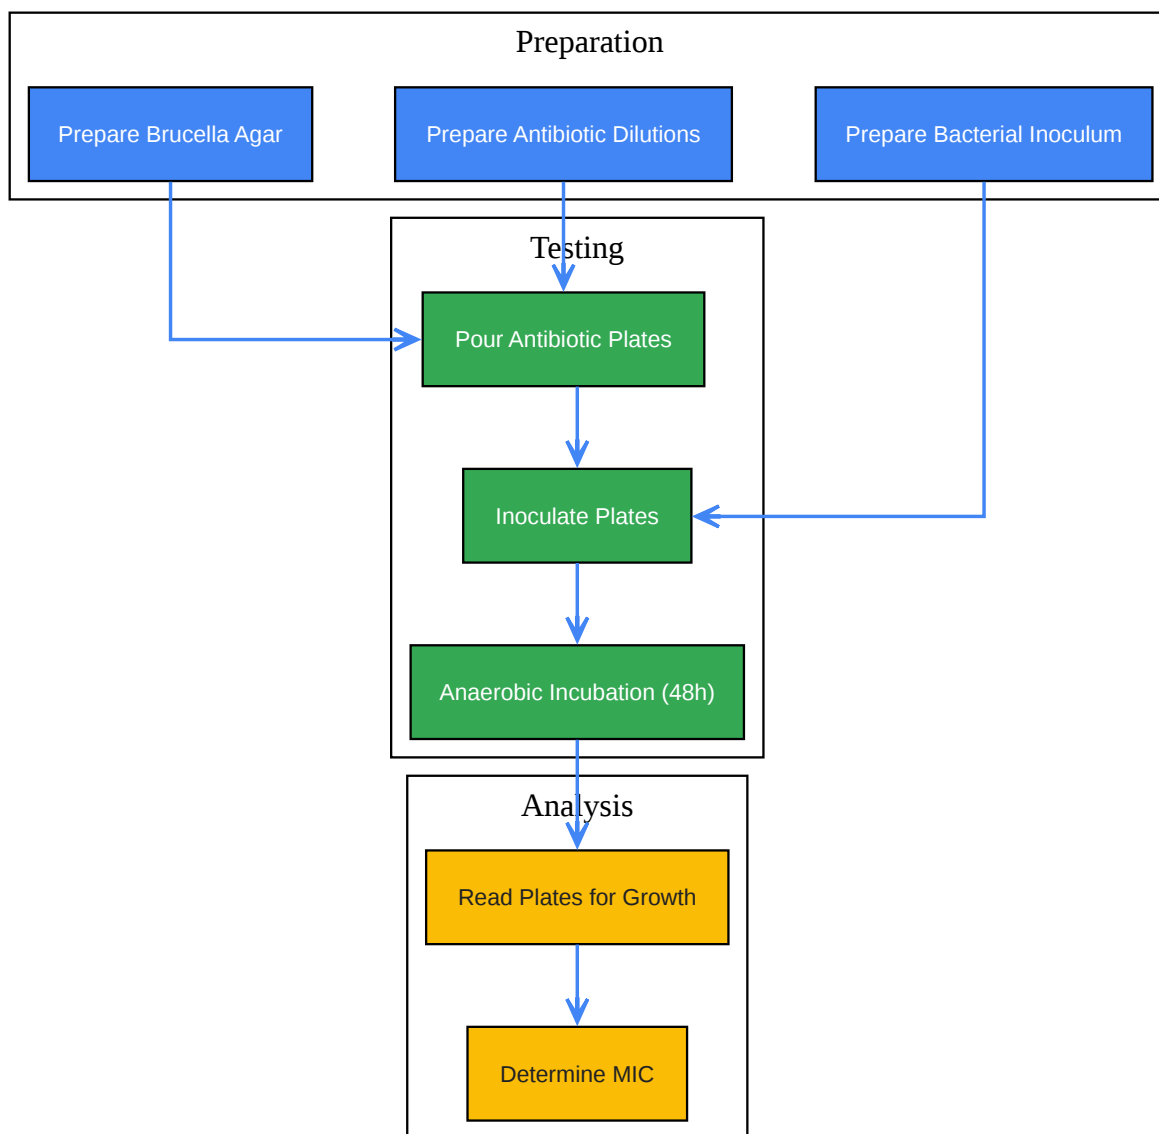 Preparation
Prepare Brucella Agar
Prepare Antibiotic Dilutions
Prepare Bacterial Inoculum
Testing
Pour Antibiotic Plates
Inoculate Plates
Anaerobic Incubation (48h)
Analysis
Read Plates for Growth
Determine MIC